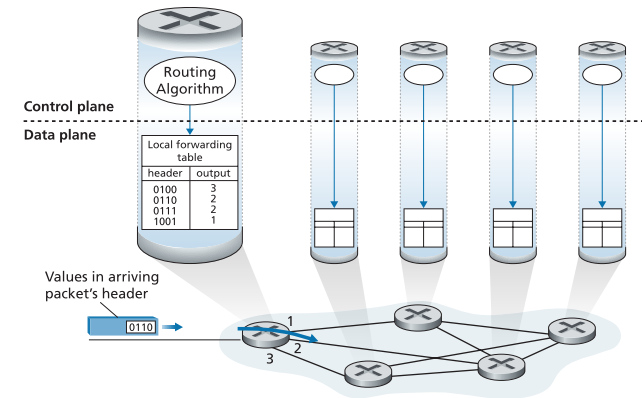 Routing
Algorithm
Control plane
Data plane
Local forwarding
table
header output
0100 3
0110 2
0111 2
1001 1
Values in arriving
packet's header
0110
1
2
3